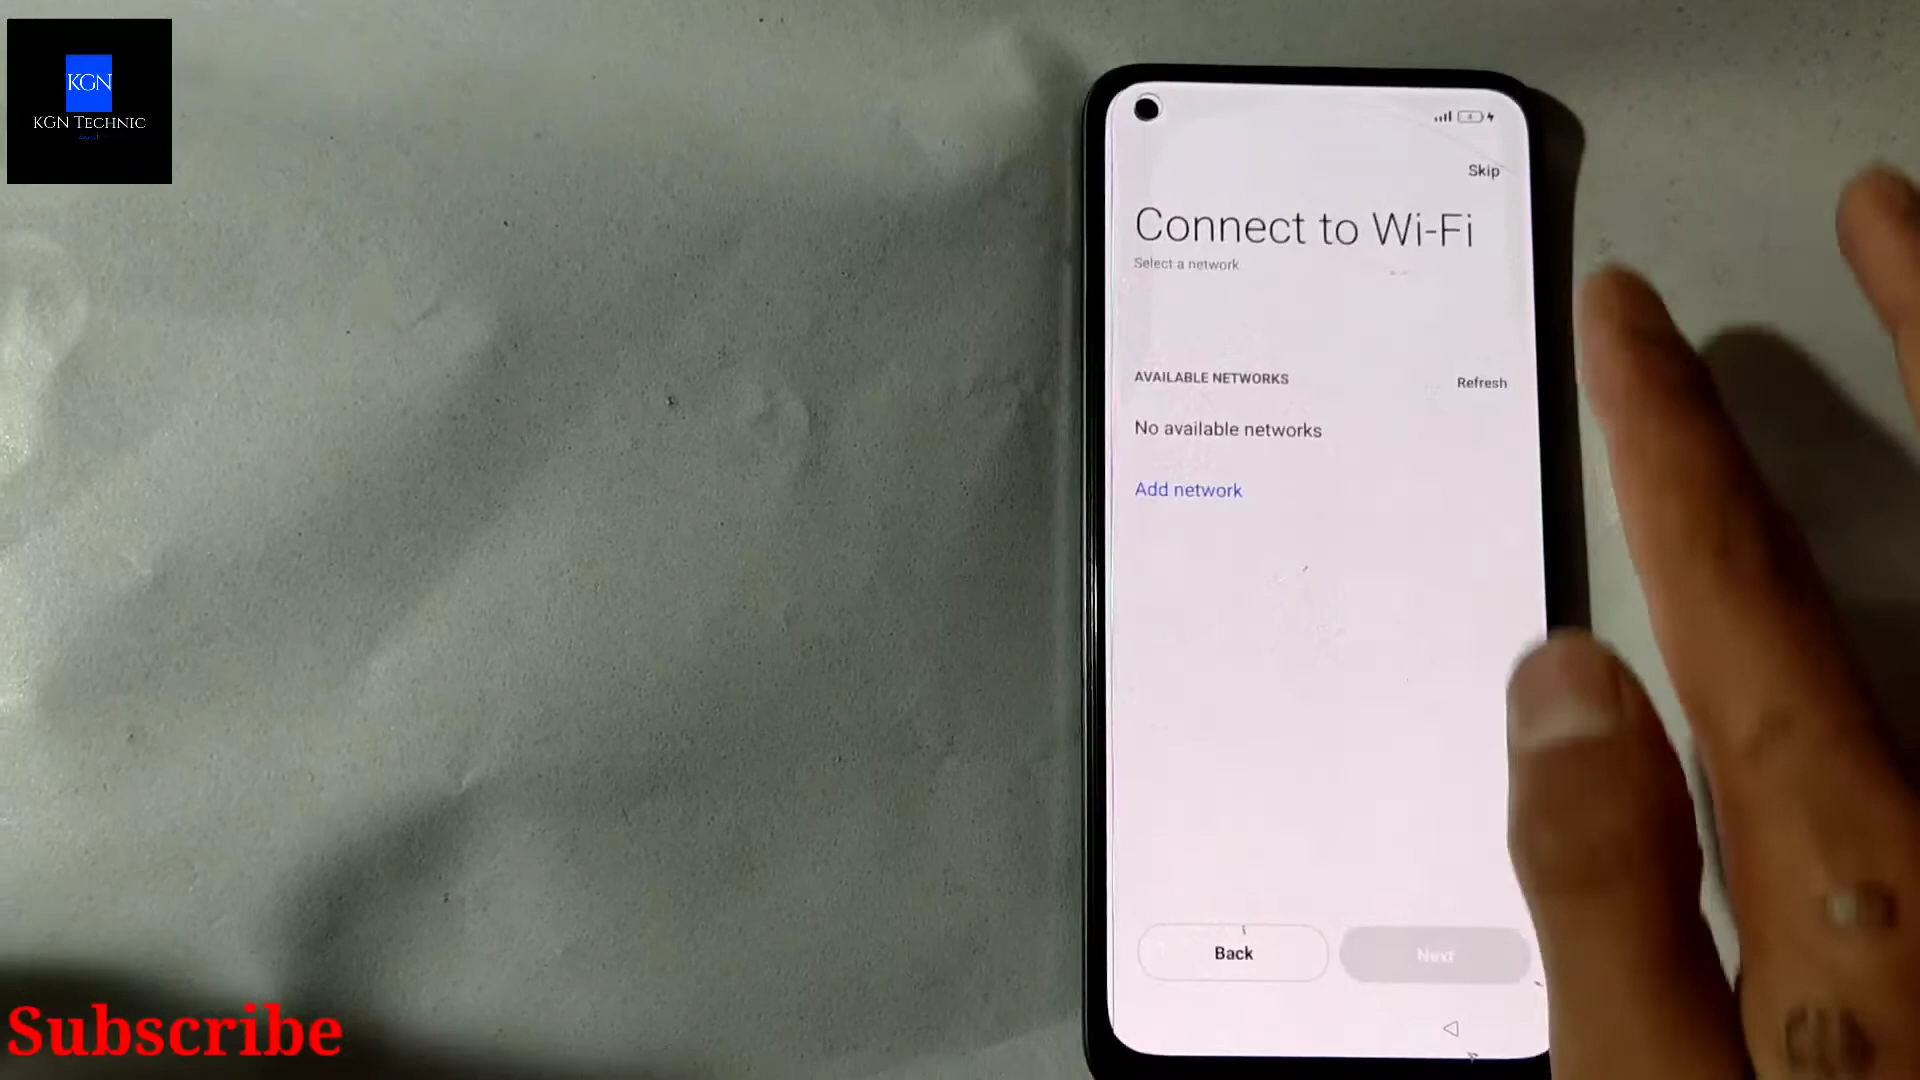 KGN
KGN TECHNIC
Skip
Connect to Wi-Fi
Select a network
AVAILABLE NETWORKS
Refresh
No available networks
Add network
Back
Next
Subscribe